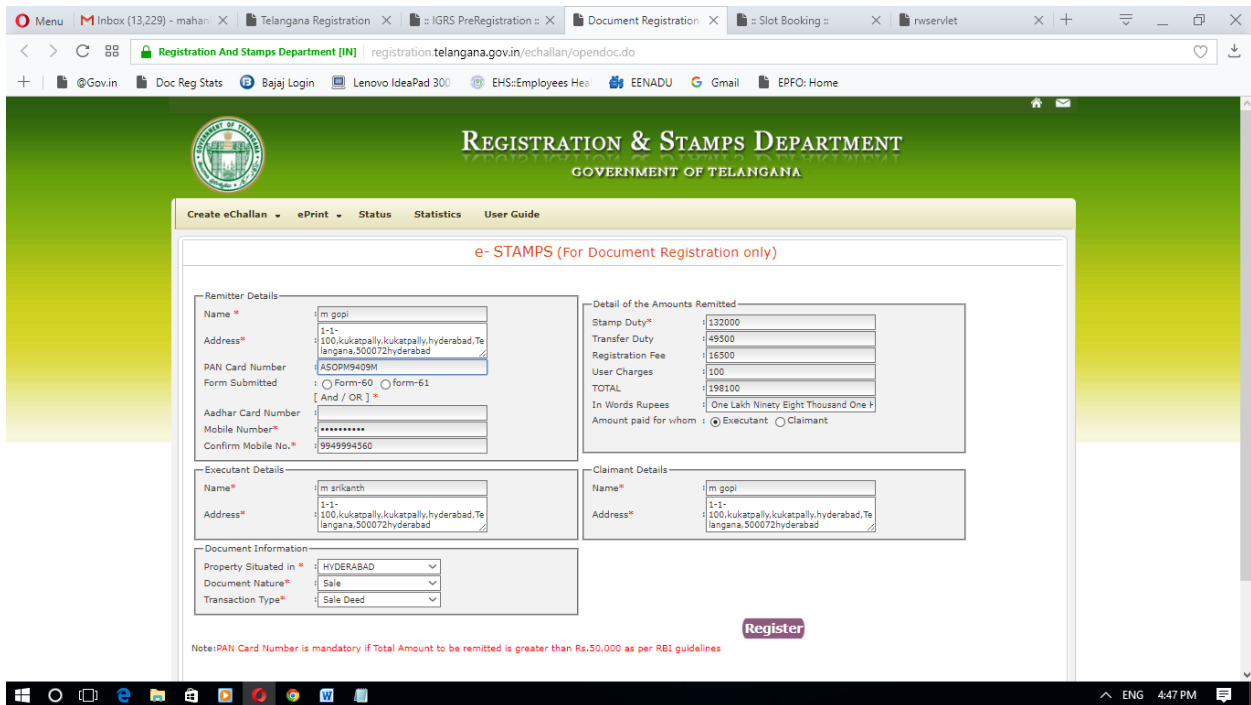 Menu
Inbox (13,229) - mahan
Telangana Registration
:: IGRS PreRegistration ::
Document Registration
:: Slot Booking ::
rwservlet
Registration And Stamps Department [IN] registration.telangana.gov.in/echallan/opendoc.do
@Gov.in
Doc Reg Stats
Bajaj Login
Lenovo IdeaPad 300-
EHS::Employees Hea
EENADU
Gmail
EPFO: Home
GOVERNMENT OF TELANGANA
REGISTRATION & STAMPS DEPARTMENT
GOVERNMENT OF TELANGANA
Create eChallan
ePrint
Status
Statistics
User Guide
e- STAMPS (For Document Registration only)
Remitter Details
Name * : m gopi
Address* : 1-1-
100,kukatpally,kukatpally,hyderabad,Te
langana,500072hyderabad
PAN Card Number : ASOPM9409M
Form Submitted : Form-60 form-61
[ And / OR ] *
Aadhar Card Number :
Mobile Number* : ••••••••••
Confirm Mobile No.* : 9949994560
Detail of the Amounts Remitted
Stamp Duty* : 132000
Transfer Duty : 49500
Registration Fee : 16500
User Charges : 100
TOTAL : 198100
In Words Rupees : One Lakh Ninety Eight Thousand One H
Amount paid for whom : Executant Claimant
Executant Details
Name* : m srikanth
Address* : 1-1-
100,kukatpally,kukatpally,hyderabad,Te
langana,500072hyderabad
Claimant Details
Name* : m gopi
Address* : 1-1-
100,kukatpally,kukatpally,hyderabad,Te
langana,500072hyderabad
Document Information
Property Situated in * : HYDERABAD
Document Nature* : Sale
Transaction Type* : Sale Deed
Register
Note:PAN Card Number is mandatory if Total Amount to be remitted is greater than Rs.50,000 as per RBI guidelines
ENG 4:47 PM